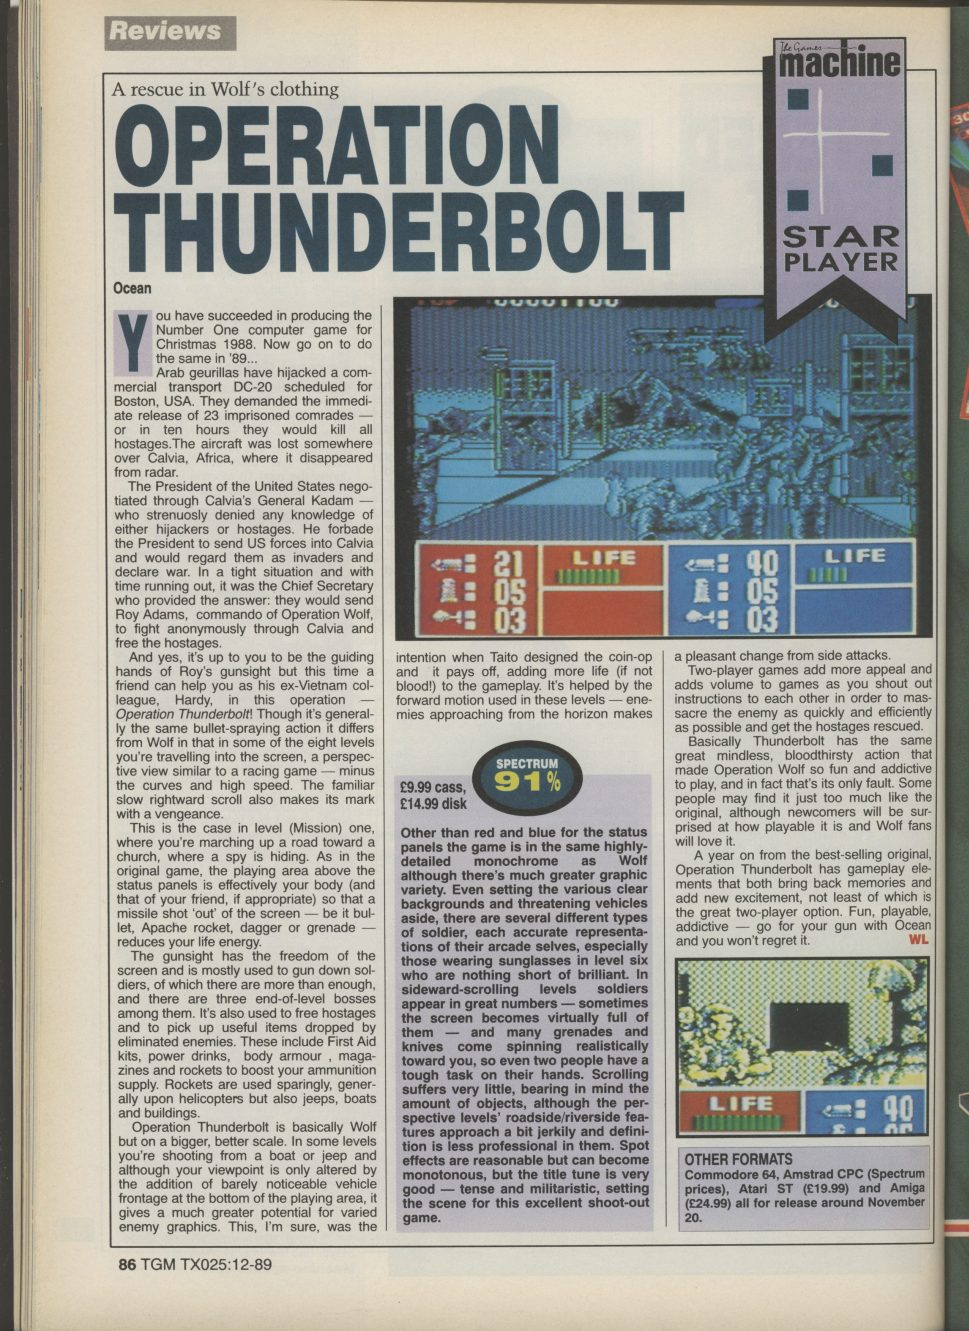 Reviews
The Games
machine
STAR
PLAYER
A rescue in Wolf's clothing
OPERATION
THUNDERBOLT
Ocean
You have succeeded in producing the
Number One computer game for
Christmas 1988. Now go on to do
the same in '89...
Arab geurillas have hijacked a com-
mercial transport DC-20 scheduled for
Boston, USA. They demanded the immedi-
ate release of 23 imprisoned comrades —
or in ten hours they would kill all
hostages.The aircraft was lost somewhere
over Calvia, Africa, where it disappeared
from radar.
The President of the United States nego-
tiated through Calvia's General Kadam —
who strenuosly denied any knowledge of
either hijackers or hostages. He forbade
the President to send US forces into Calvia
and would regard them as invaders and
declare war. In a tight situation and with
time running out, it was the Chief Secretary
who provided the answer: they would send
Roy Adams, commando of Operation Wolf,
to fight anonymously through Calvia and
free the hostages.
And yes, it's up to you to be the guiding
hands of Roy's gunsight but this time a
friend can help you as his ex-Vietnam col-
league, Hardy, in this operation —
Operation Thunderbolt! Though it's general-
ly the same bullet-spraying action it differs
from Wolf in that in some of the eight levels
you're travelling into the screen, a perspec-
tive view similar to a racing game — minus
the curves and high speed. The familiar
slow rightward scroll also makes its mark
with a vengeance.
This is the case in level (Mission) one,
where you're marching up a road toward a
church, where a spy is hiding. As in the
original game, the playing area above the
status panels is effectively your body (and
that of your friend, if appropriate) so that a
missile shot 'out' of the screen — be it bul-
let, Apache rocket, dagger or grenade —
reduces your life energy.
The gunsight has the freedom of the
screen and is mostly used to gun down sol-
diers, of which there are more than enough,
and there are three end-of-level bosses
among them. It's also used to free hostages
and to pick up useful items dropped by
eliminated enemies. These include First Aid
kits, power drinks, body armour , maga-
zines and rockets to boost your ammunition
supply. Rockets are used sparingly, gener-
ally upon helicopters but also jeeps, boats
and buildings.
Operation Thunderbolt is basically Wolf
but on a bigger, better scale. In some levels
you're shooting from a boat or jeep and
although your viewpoint is only altered by
the addition of barely noticeable vehicle
frontage at the bottom of the playing area, it
gives a much greater potential for varied
enemy graphics. This, I'm sure, was the
21
05
03
LIFE
40
05
03
LIFE
intention when Taito designed the coin-op
and it pays off, adding more life (if not
blood!) to the gameplay. It's helped by the
forward motion used in these levels — ene-
mies approaching from the horizon makes
£9.99 cass,
£14.99 disk
SPECTRUM
91%
Other than red and blue for the status
panels the game is in the same highly-
detailed monochrome as Wolf
although there's much greater graphic
variety. Even setting the various clear
backgrounds and threatening vehicles
aside, there are several different types
of soldier, each accurate representa-
tions of their arcade selves, especially
those wearing sunglasses in level six
who are nothing short of brilliant. In
sideward-scrolling levels soldiers
appear in great numbers — sometimes
the screen becomes virtually full of
them — and many grenades and
knives come spinning realistically
toward you, so even two people have a
tough task on their hands. Scrolling
suffers very little, bearing in mind the
amount of objects, although the per-
spective levels' roadside/riverside fea-
tures approach a bit jerkily and defini-
tion is less professional in them. Spot
effects are reasonable but can become
monotonous, but the title tune is very
good — tense and militaristic, setting
the scene for this excellent shoot-out
game.
a pleasant change from side attacks.
Two-player games add more appeal and
adds volume to games as you shout out
instructions to each other in order to mas-
sacre the enemy as quickly and efficiently
as possible and get the hostages rescued.
Basically Thunderbolt has the same
great mindless, bloodthirsty action that
made Operation Wolf so fun and addictive
to play, and in fact that's its only fault. Some
people may find it just too much like the
original, although newcomers will be sur-
prised at how playable it is and Wolf fans
will love it.
A year on from the best-selling original,
Operation Thunderbolt has gameplay ele-
ments that both bring back memories and
add new excitement, not least of which is
the great two-player option. Fun, playable,
addictive — go for your gun with Ocean
and you won't regret it. WL
LIFE
40
OTHER FORMATS
Commodore 64, Amstrad CPC (Spectrum
prices), Atari ST (£19.99) and Amiga
(£24.99) all for release around November
20.
86 TGM TX025:12-89